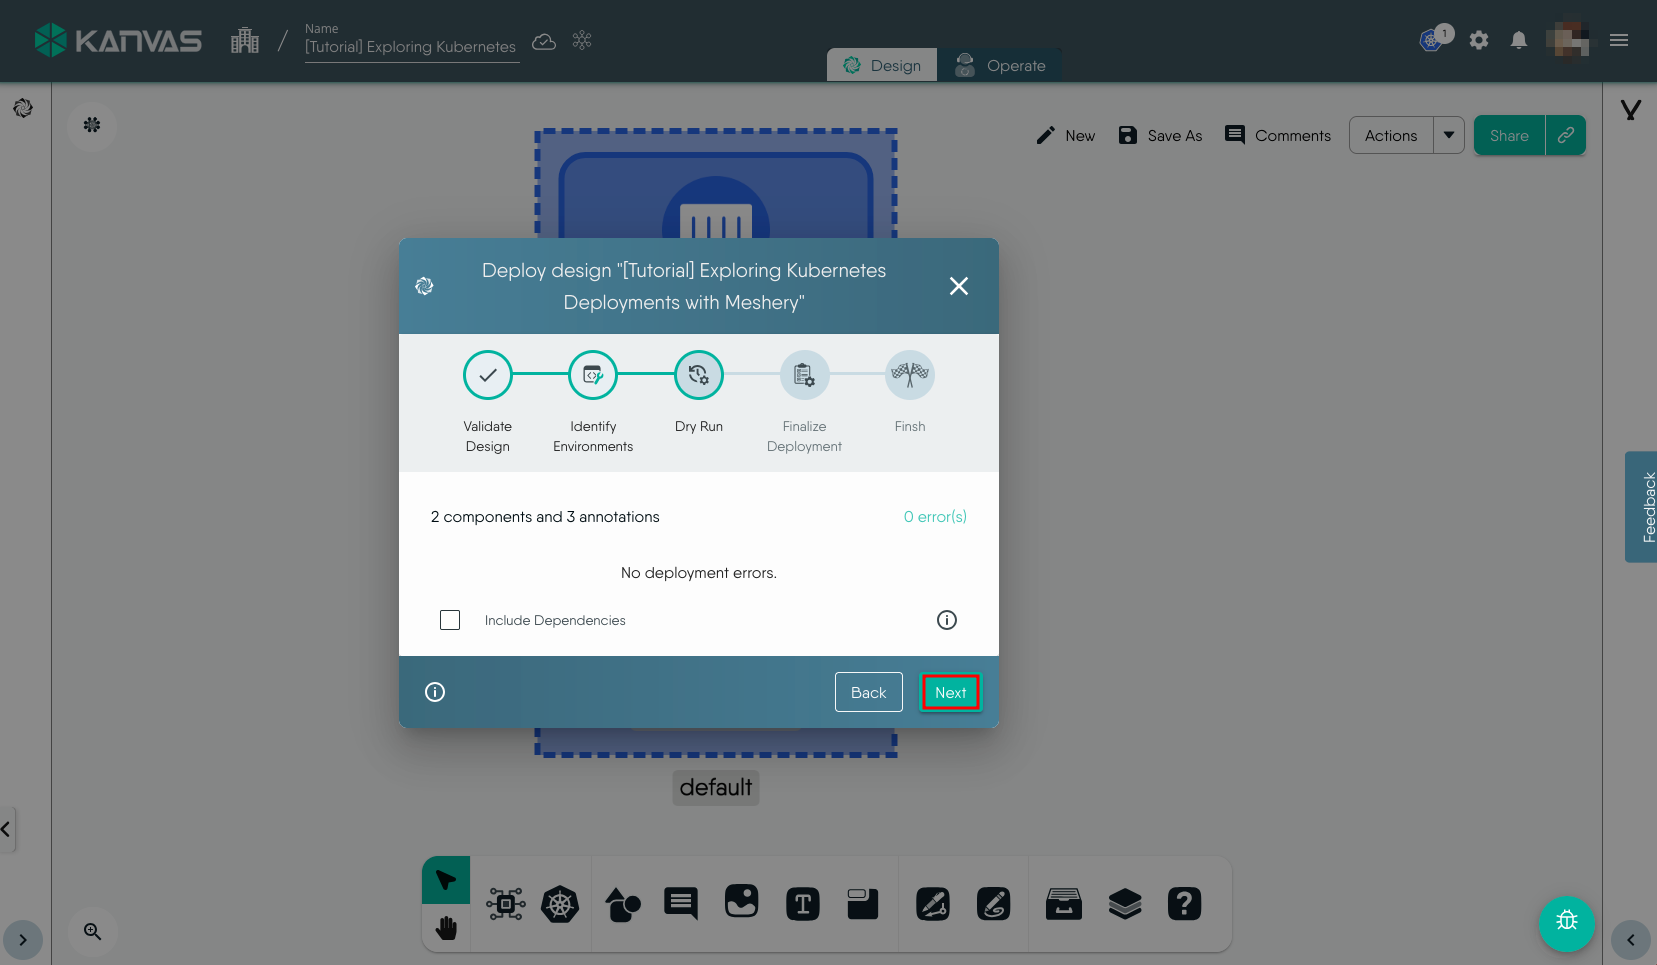 KANVAS
/
Name
[Tutorial] Exploring Kubernetes
1
Design
Operate
New
Save As
Comments
Actions
Share
Deploy design "[Tutorial] Exploring Kubernetes
Deployments with Meshery"
Validate
Design
Identify
Environments
Dry Run
Finalize
Deployment
Finsh
2 components and 3 annotations
0 error(s)
No deployment errors.
Include Dependencies
Back
Next
Feedback
default
T
?